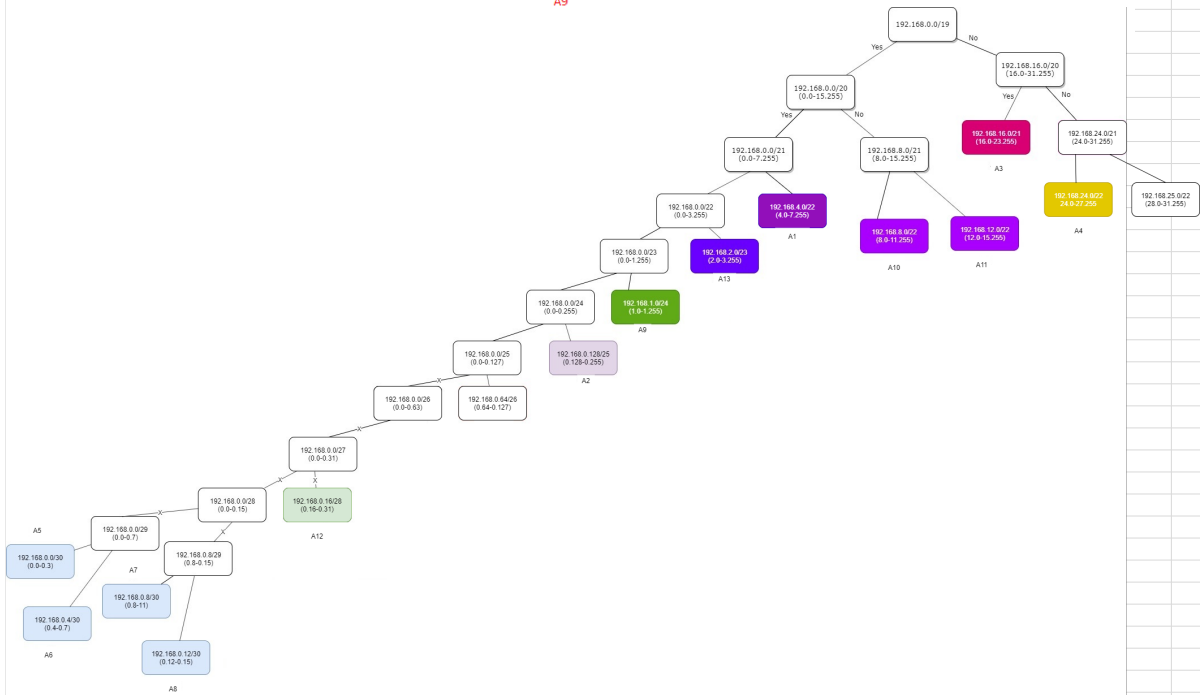 A9
192.168.0.0/19
Yes
No
192.168.16.0/20
(16.0-31.255)
192.168.0.0/20
(0.0-15.255)
Yes
No
Yes
No
192.168.16.0/21
(16.0-23.255)
A3
192.168.24.0/21
(24.0-31.255)
192.168.0.0/21
(0.0-7.255)
192.168.8.0/21
(8.0-15.255)
192.168.24.0/22
24.0-27.255
A4
192.168.25.0/22
(28.0-31.255)
192.168.0.0/22
(0.0-3.255)
192.168.4.0/22
(4.0-7.255)
A1
192.168.8.0/22
(8.0-11.255)
A10
192.168.12.0/22
(12.0-15.255)
A11
192.168.0.0/23
(0.0-1.255)
192.168.2.0/23
(2.0-3.255)
A13
192.168.0.0/24
(0.0-0.255)
192.168.1.0/24
(1.0-1.255)
A9
192.168.0.0/25
(0.0-0.127)
192.168.0.128/25
(0.128-0.255)
A2
X
192.168.0.0/26
(0.0-0.63)
192.168.0.64/26
(0.64-0.127)
X
192.168.0.0/27
(0.0-0.31)
X
X
192.168.0.0/28
(0.0-0.15)
192.168.0.16/28
(0.16-0.31)
A12
X
X
A5
192.168.0.0/29
(0.0-0.7)
192.168.0.8/29
(0.8-0.15)
192.168.0.0/30
(0.0-0.3)
A7
192.168.0.8/30
(0.8-11)
192.168.0.4/30
(0.4-0.7)
A6
192.168.0.12/30
(0.12-0.15)
A8